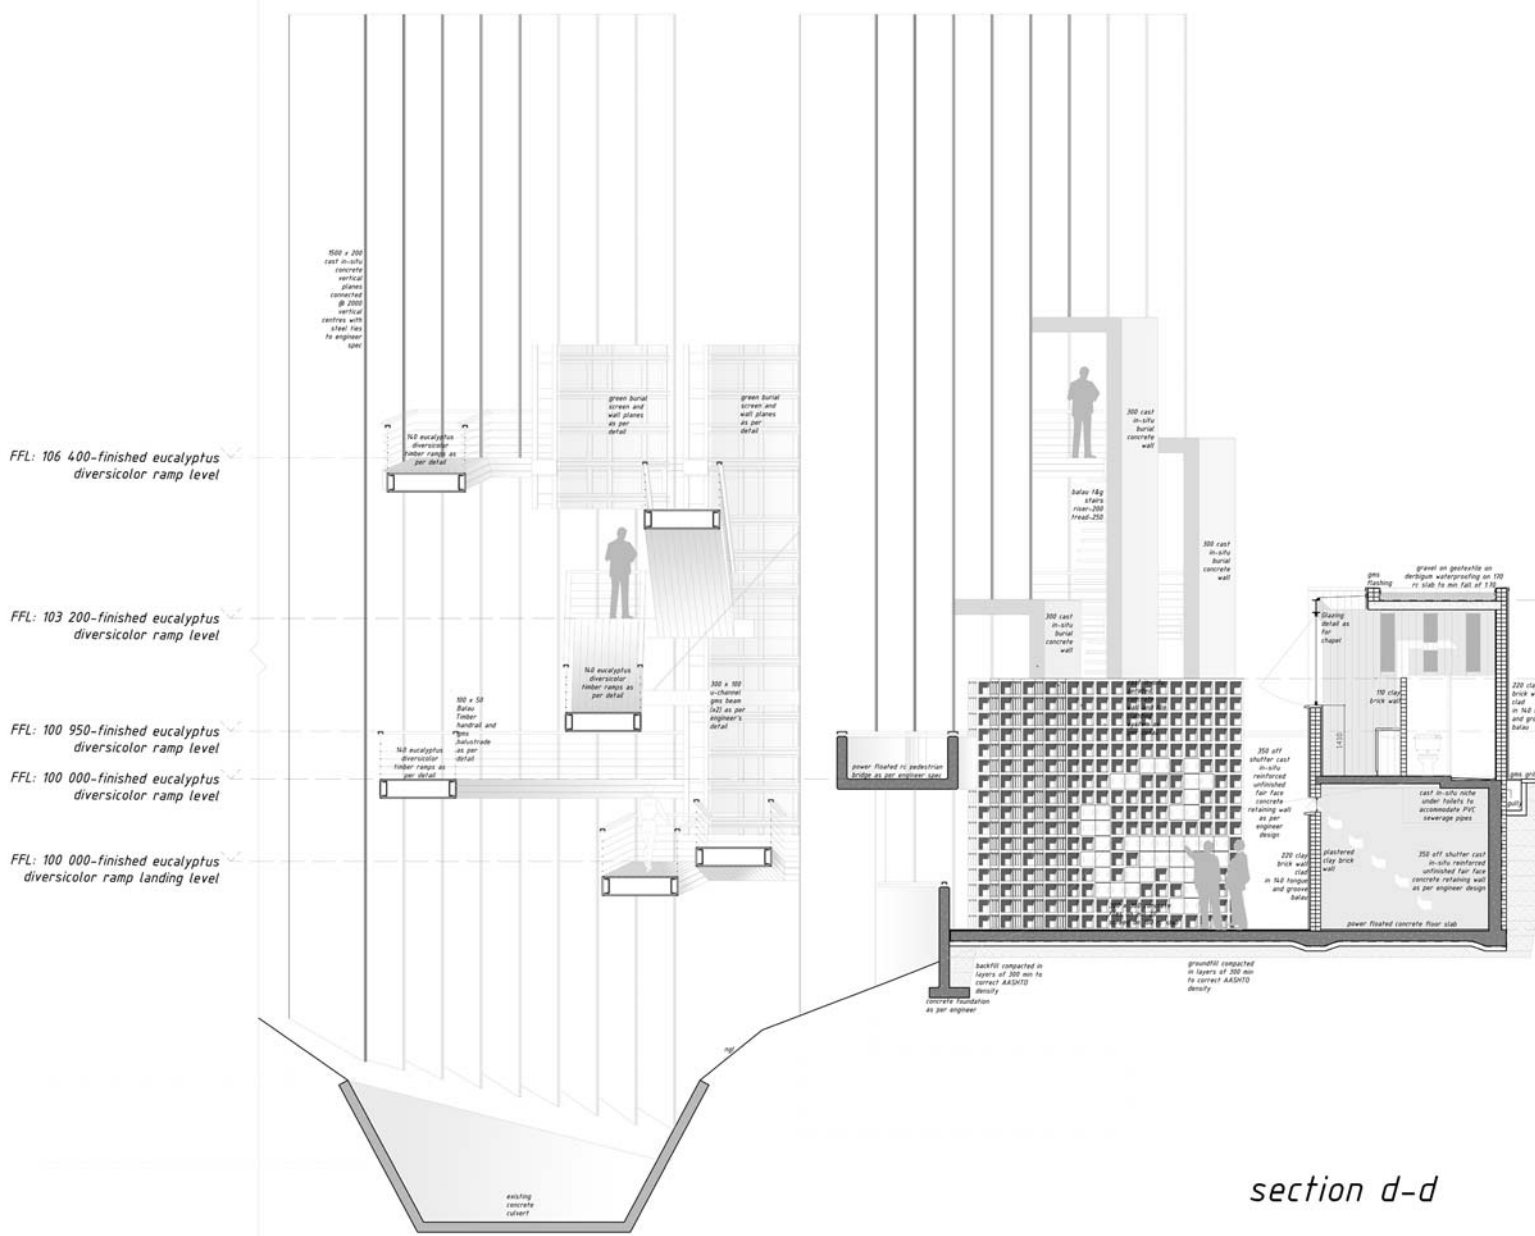 1500 x 200
cast in-situ
concrete
vertical
planes
connected
@ 2000
vertical
centres with
steel ties
to engineer
spec
FFL: 106 400-finished eucalyptus
diversicolor ramp level
140 eucalyptus
diversicolor
timber ramps as
per detail
green burial
screen and
wall planes
as per
detail
green burial
screen and
wall planes
as per
detail
300 cast
in-situ
burial
concrete
wall
balau t&g
stairs
riser-200
tread-250
300 cast
in-situ
burial
concrete
wall
gms
flashing
gravel on geotextile on
derbigum waterproofing on 170
rc slab to min fall of 1:70
FFL: 103 200-finished eucalyptus
diversicolor ramp level
300 cast
in-situ
burial
concrete
wall
Glazing
detail as
for
chapel
140 eucalyptus
diversicolor
timber ramps as
per detail
300 x 100
u-channel
gms beam
(x2) as per
engineer's
detail
110 clay
brick wall
220 cla
brick w
clad
in 140
and gro
balau
100 x 50
Balau
Timber
handrail and
gms
balustrade
as per
detail
FFL: 100 950-finished eucalyptus
diversicolor ramp level
1430
140 eucalyptus
diversicolor
timber ramps as
per detail
power floated rc pedestrian
bridge as per engineer spec
350 off
shutter cast
in-situ
reinforced
unfinished
fair face
concrete
retaining wall
as per
engineer
design
FFL: 100 000-finished eucalyptus
diversicolor ramp level
cast in-situ niche
under toilets to
accommodate PVC
sewerage pipes
gully
FFL: 100 000-finished eucalyptus
diversicolor ramp landing level
220 clay
brick wall
clad
in 140 tongue
and groove
balau
plastered
clay brick
wall
350 off shutter cast
in-situ reinforced
unfinished fair face
concrete retaining wall
as per engineer design
power floated concrete floor slab
backfill compacted in
layers of 300 min to
correct AASHTO
density
groundfill compacted
in layers of 300 min
to correct AASHTO
density
concrete foundation
as per engineer
ngl
existing
concrete
culvert
section d-d